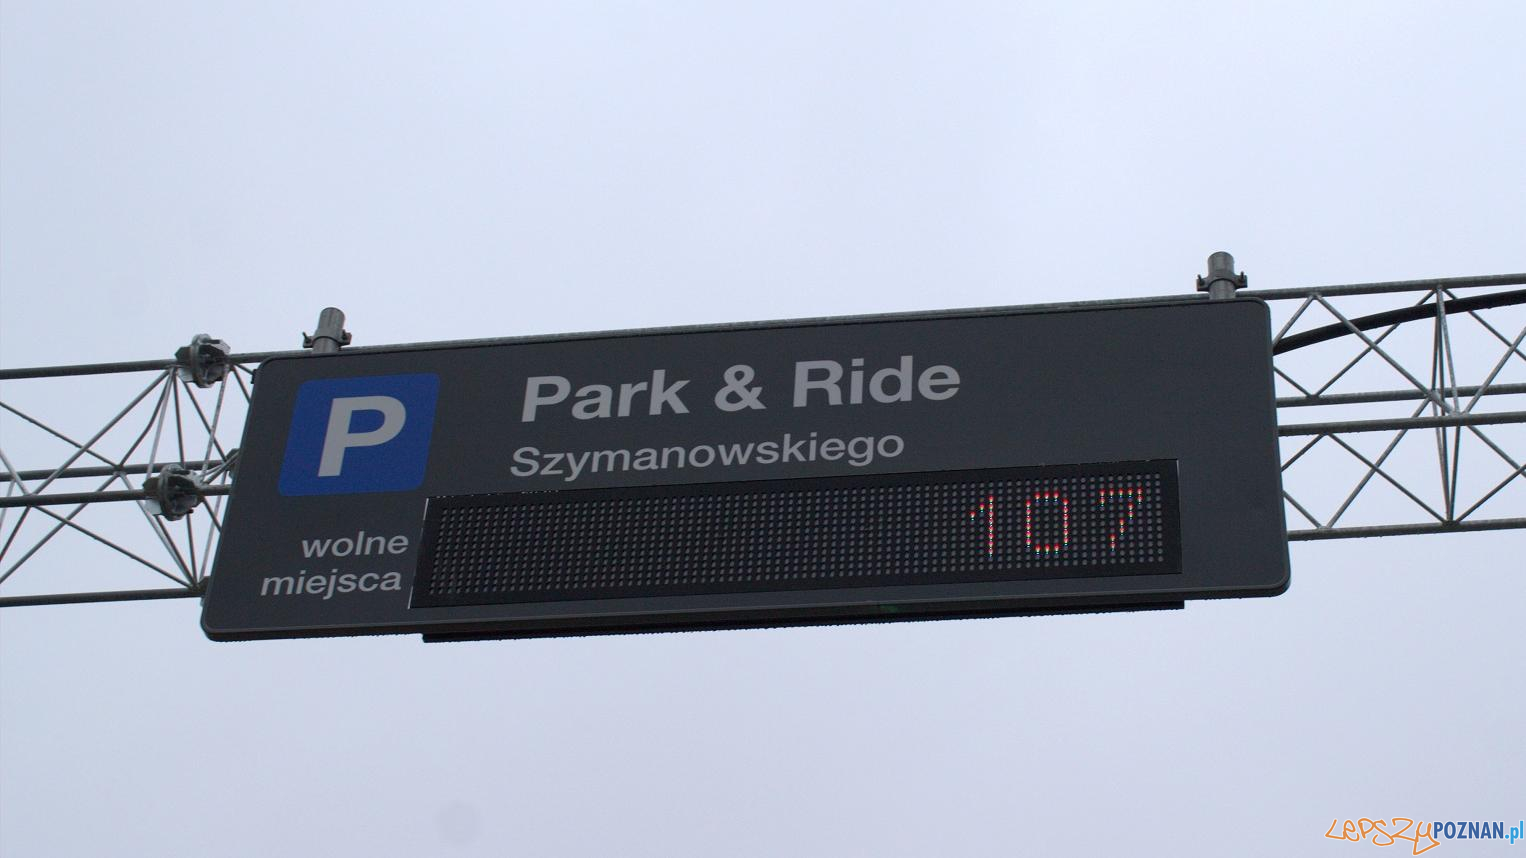 P
Park & Ride
Szymanowskiego
wolne
miejsca
107
LEPSZYPOZNAN.pl